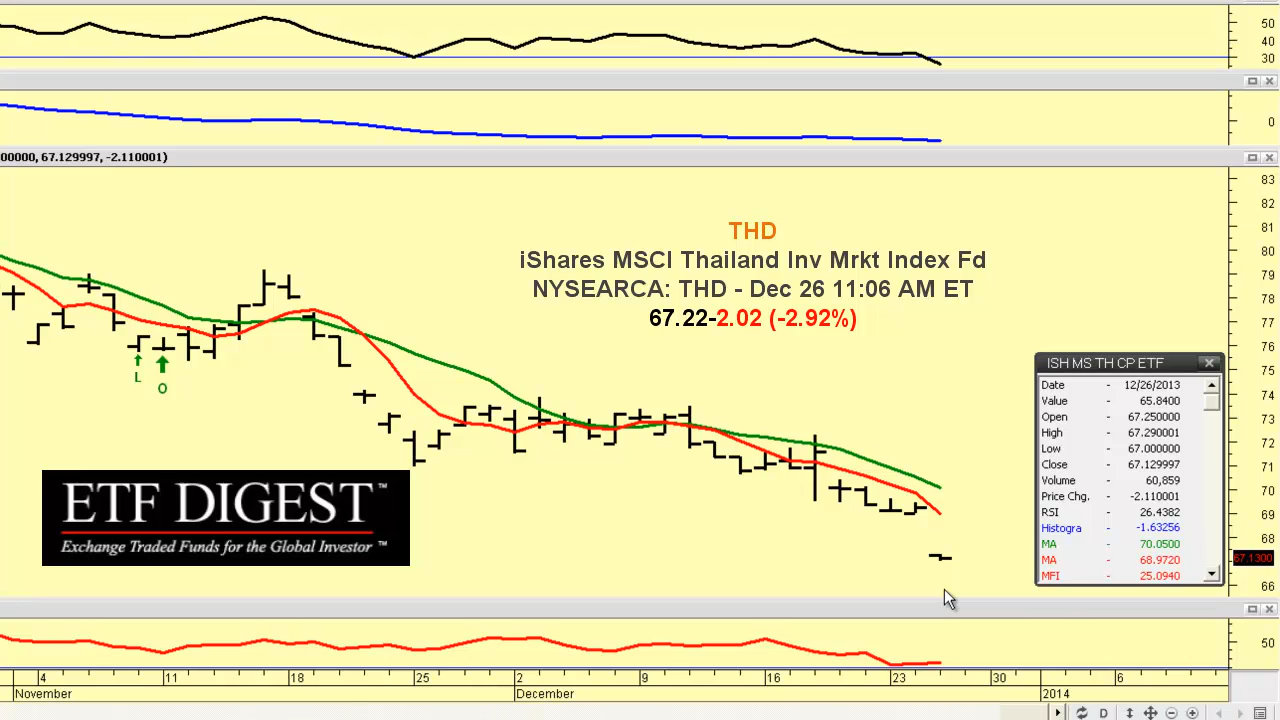 50
40
30
0
00000, 67.129997, -2.110001)
83
82
81
80
79
78
77
76
75
74
73
72
71
70
69
68
67.1300
66
THD
iShares MSCI Thailand Inv Mrkt Index Fd
NYSEARCA: THD - Dec 26 11:06 AM ET
67.22-2.02 (-2.92%)
L
O
ISH MS TH CP ETF
Date - 12/26/2013
Value - 65.8400
Open - 67.250000
High - 67.290001
Low - 67.000000
Close - 67.129997
Volume - 60,859
Price Chg. - -2.110001
RSI - 26.4382
Histogra - -1.63256
MA - 70.0500
MA - 68.9720
MFI - 25.0940
ETF DIGEST™
Exchange Traded Funds for the Global Investor™
50
4 11 18 25 2 9 16 23 30 6
November December 2014
D